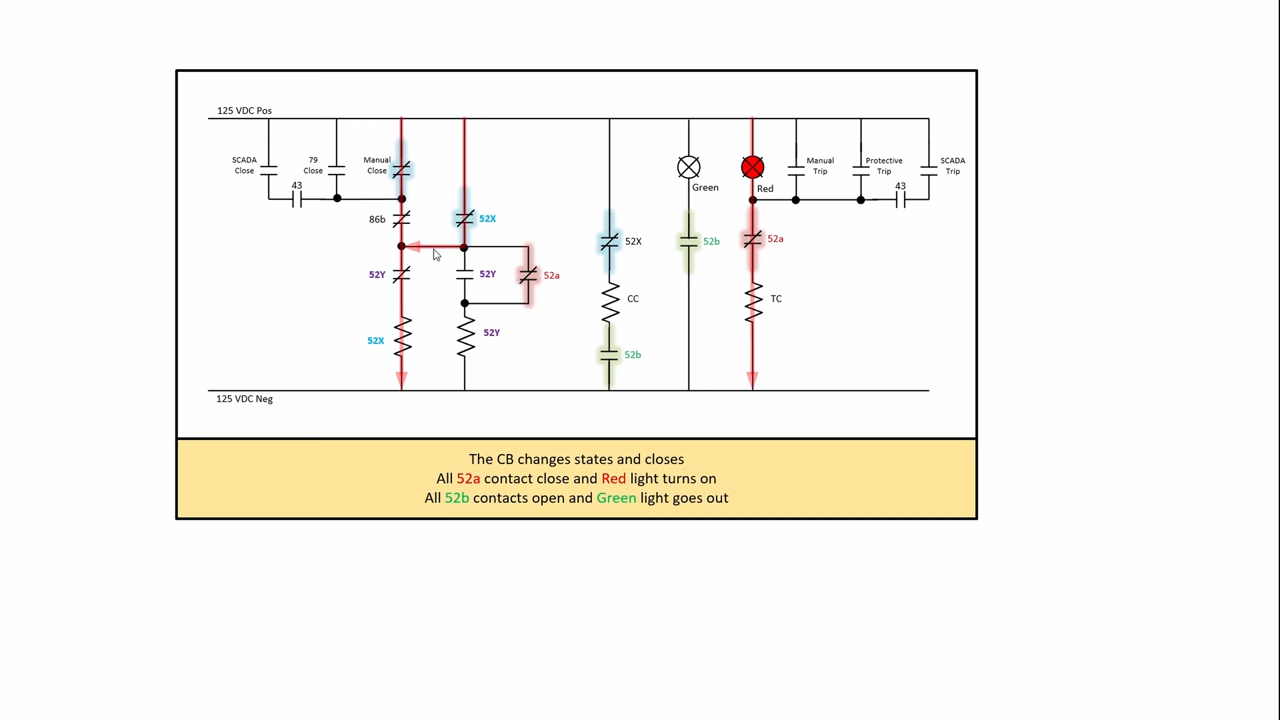 125 VDC Pos
SCADA
Close
79
Close
Manual
Close
43
86b
52X
52Y
52Y
52a
52X
52Y
52X
CC
52b
Green
52b
Red
52a
TC
Manual
Trip
Protective
Trip
43
SCADA
Trip
125 VDC Neg
The CB changes states and closes
All 52a contact close and Red light turns on
All 52b contacts open and Green light goes out